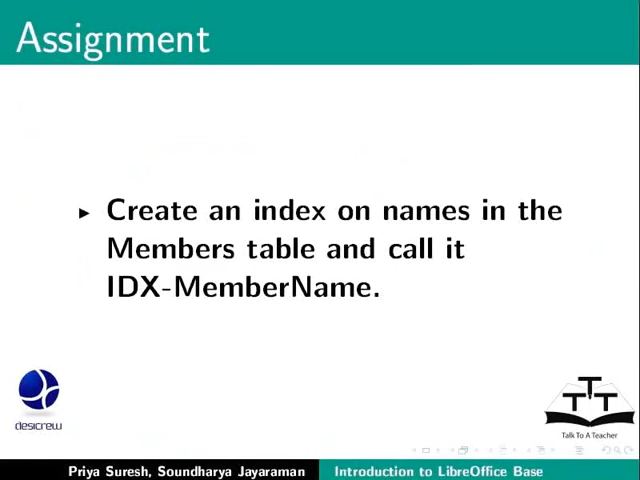 Assignment
Create an index on names in the
Members table and call it
IDX-MemberName.
desicrew
T T T
Talk To A Teacher
Priya Suresh, Soundharya Jayaraman
Introduction to LibreOffice Base